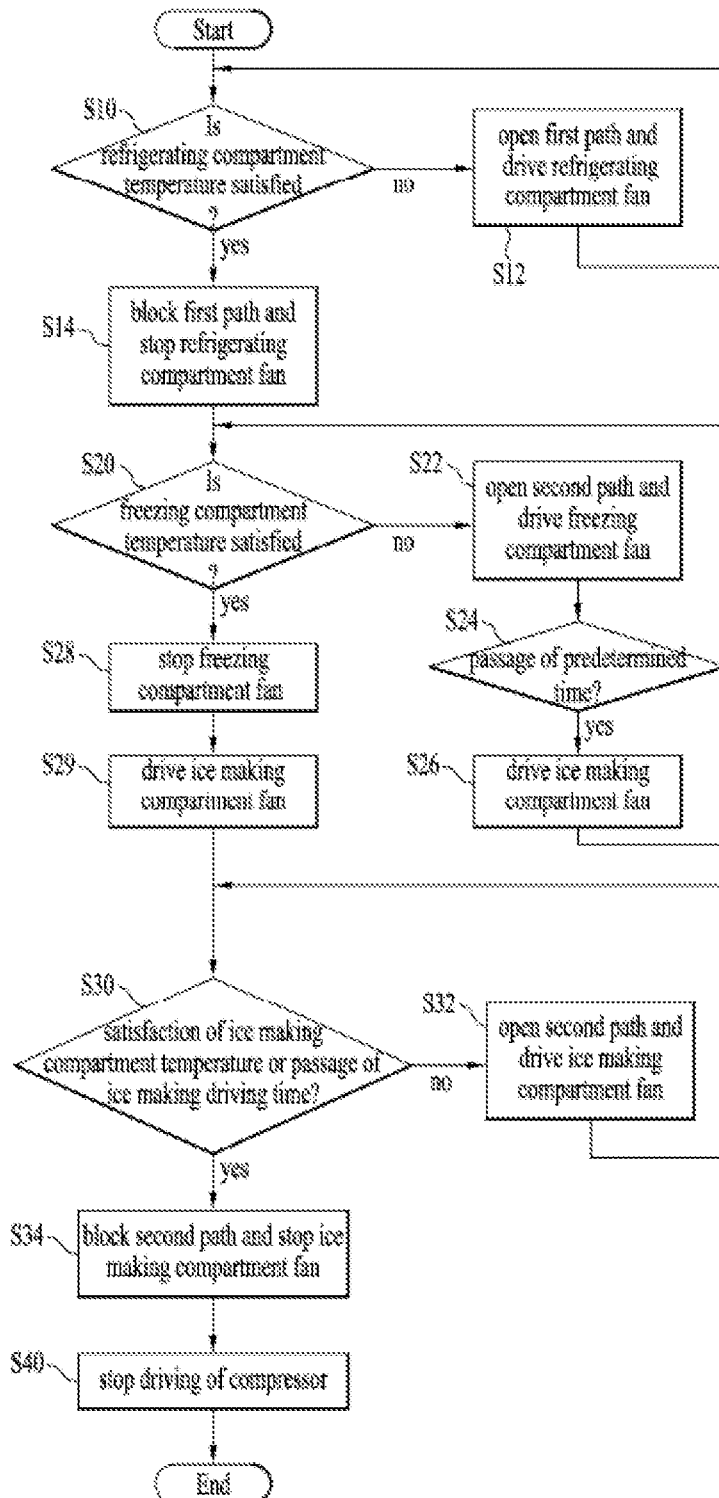 Start
S10
Is
refrigerating compartment
temperature satisfied
?
no
open first path and
drive refrigerating
compartment fan
S12
yes
S14
block first path and
stop refrigerating
compartment fan
S20
Is
freezing compartment
temperature satisfied
?
no
S22
open second path and
drive freezing
compartment fan
yes
S24
passage of predetermined
time?
yes
S28
stop freezing
compartment fan
S29
drive ice making
compartment fan
S26
drive ice making
compartment fan
S30
satisfaction of ice making
compartment temperature or passage of
ice making driving time?
no
S32
open second path and
drive ice making
compartment fan
yes
S34
block second path and stop ice
making compartment fan
S40
stop driving of compressor
End